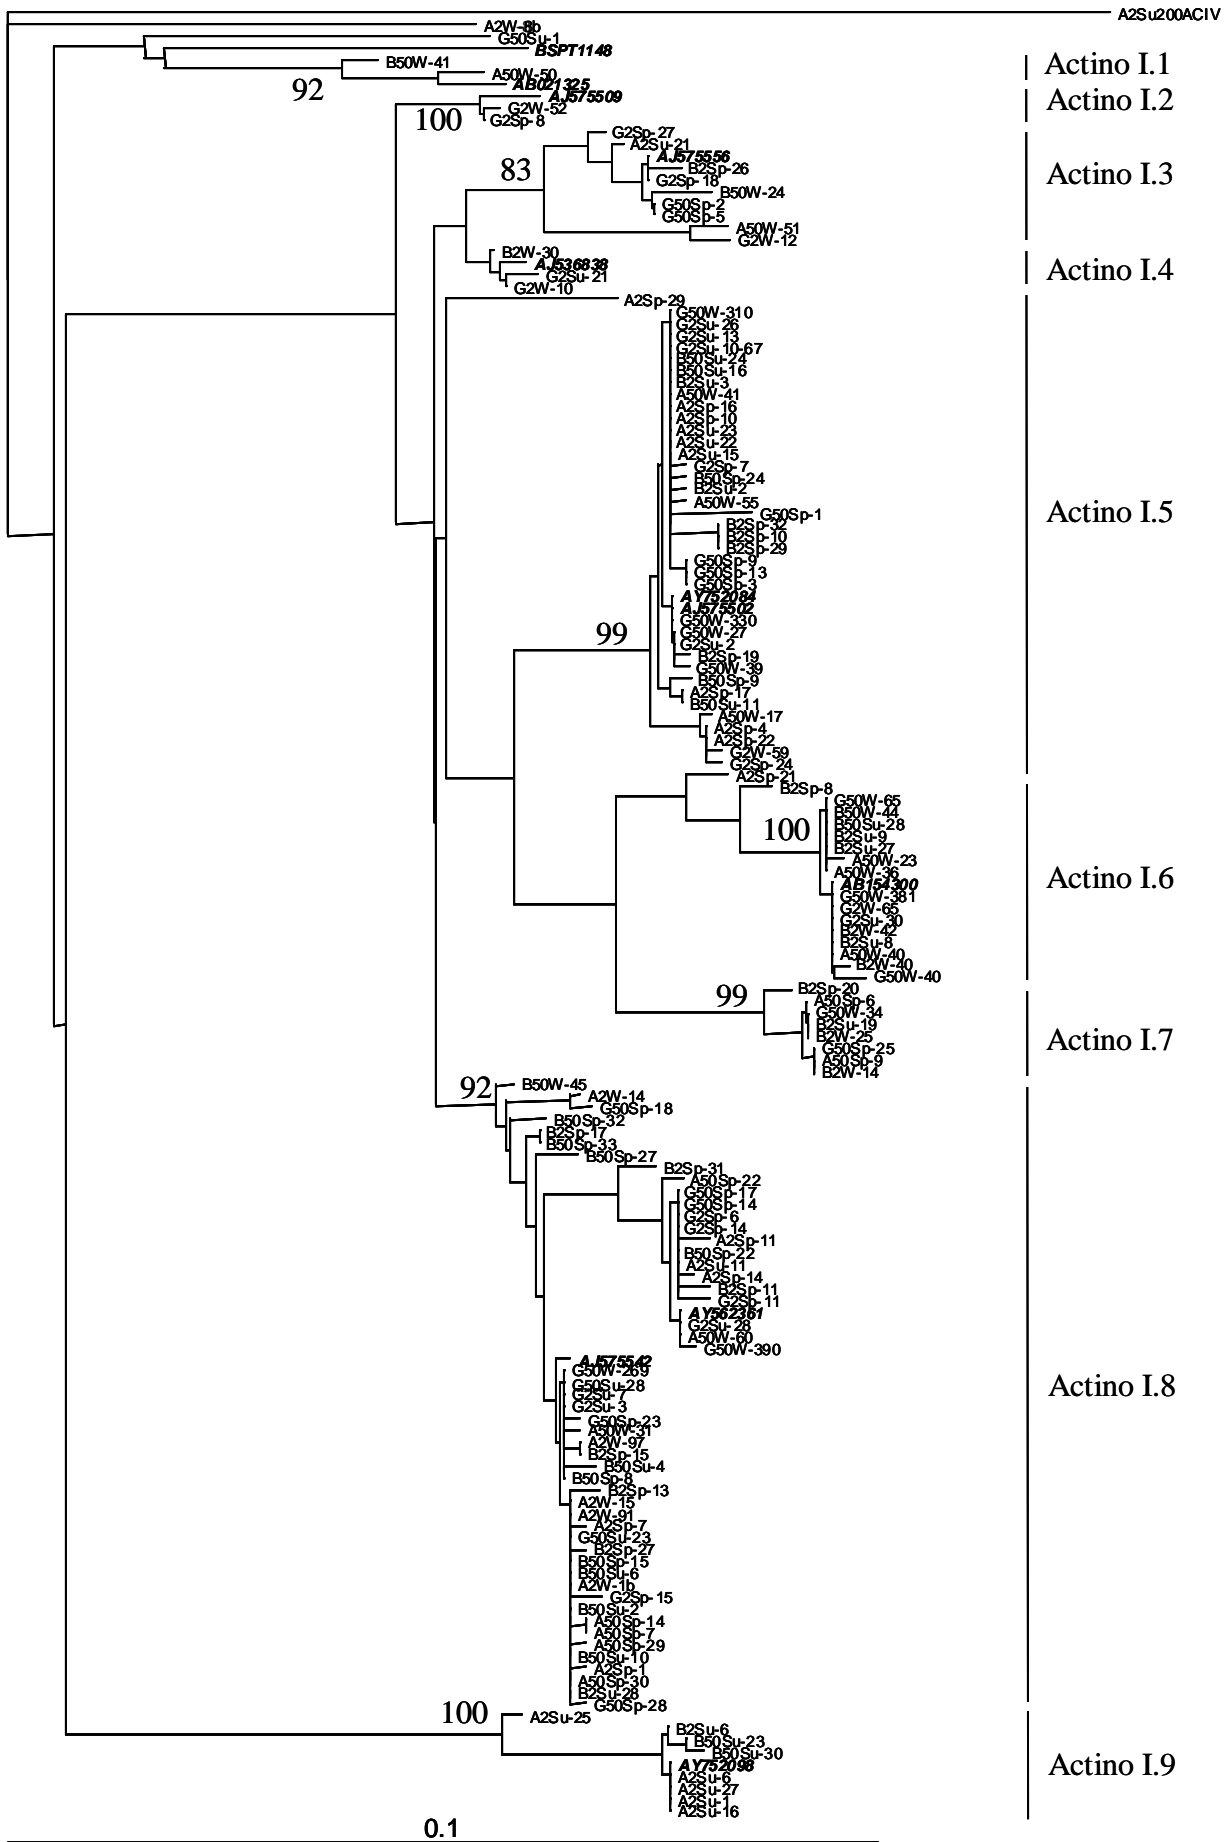 A2Su200ACIV
A2W-8b
G50Su-1
BSPT1148
B50W-41
A50W-50
AB021325
92
Actino I.1
AJ575509
G2W-52
G2Sp-8
100
Actino I.2
G2Sp-27
A2Su-21
AJ575556
B2Sp-26
G2Sp-18
B50W-24
G50Sp-2
G50Sp-5
A50W-51
G2W-12
83
Actino I.3
B2W-30
AJ536838
G2Su-21
G2W-10
Actino I.4
A2Sp-29
G50W-310
G2Su-26
G2Su-13
G2Su-10-67
B50Su-24
B50Su-16
B2Su-3
A50W-41
A2Sp-16
A2Sp-10
A2Su-23
A2Su-22
A2Su-15
G2Sp-7
B50Sp-24
B2Su-2
A50W-55
G50Sp-1
B2Sp-32
B2Sp-10
B2Sp-29
G50Sp-9
G50Sp-13
G50Sp-3
AY752084
AJ575502
G50W-330
G50W-27
G2Su-2
B2Sp-19
G50W-39
B50Sp-9
A2Sp-17
B50Su-11
A50W-17
A2Sp-4
A2Sp-22
G2W-59
G2Sp-24
99
Actino I.5
A2Sp-21
B2Sp-8
G50W-65
B50W-44
B50Su-28
B2Su-9
B2Su-27
A50W-23
A50W-36
AB154300
G50W-381
G2W-65
G2Su-30
B2W-42
B2Su-8
A50W-40
B2W-40
G50W-40
100
Actino I.6
B2Sp-20
A50Sp-6
G50W-34
B2Su-19
B2W-25
G50Sp-25
A50Sp-9
B2W-14
99
Actino I.7
92
B50W-45
A2W-14
G50Sp-18
B50Sp-32
B2Sp-17
B50Sp-33
B50Sp-27
B2Sp-31
A50Sp-22
G50Sp-17
G50Sp-14
G2Sp-6
G2Sp-14
A2Sp-11
B50Sp-22
A2Su-11
A2Sp-14
B2Sp-11
G2Sp-11
AY562361
G2Su-28
A50W-60
G50W-390
AJ575542
G50W-269
G50Su-28
G2Su-7
G2Su-3
G50Sp-23
A50W-31
A2W-97
B2Sp-15
B50Su-4
B50Sp-8
B2Sp-13
A2W-15
A2W-91
A2Sp-7
G50Su-23
B2Sp-27
B50Sp-15
B50Su-6
A2W-1b
G2Sp-15
B50Su-2
A50Sp-14
A50Sp-7
A50Sp-29
B50Su-10
A2Sp-1
A50Sp-30
B2Su-28
G50Sp-28
Actino I.8
100
A2Su-25
B2Su-6
B50Su-23
B50Su-30
AY752098
A2Su-6
A2Su-27
A2Su-1
A2Su-16
Actino I.9
0.1